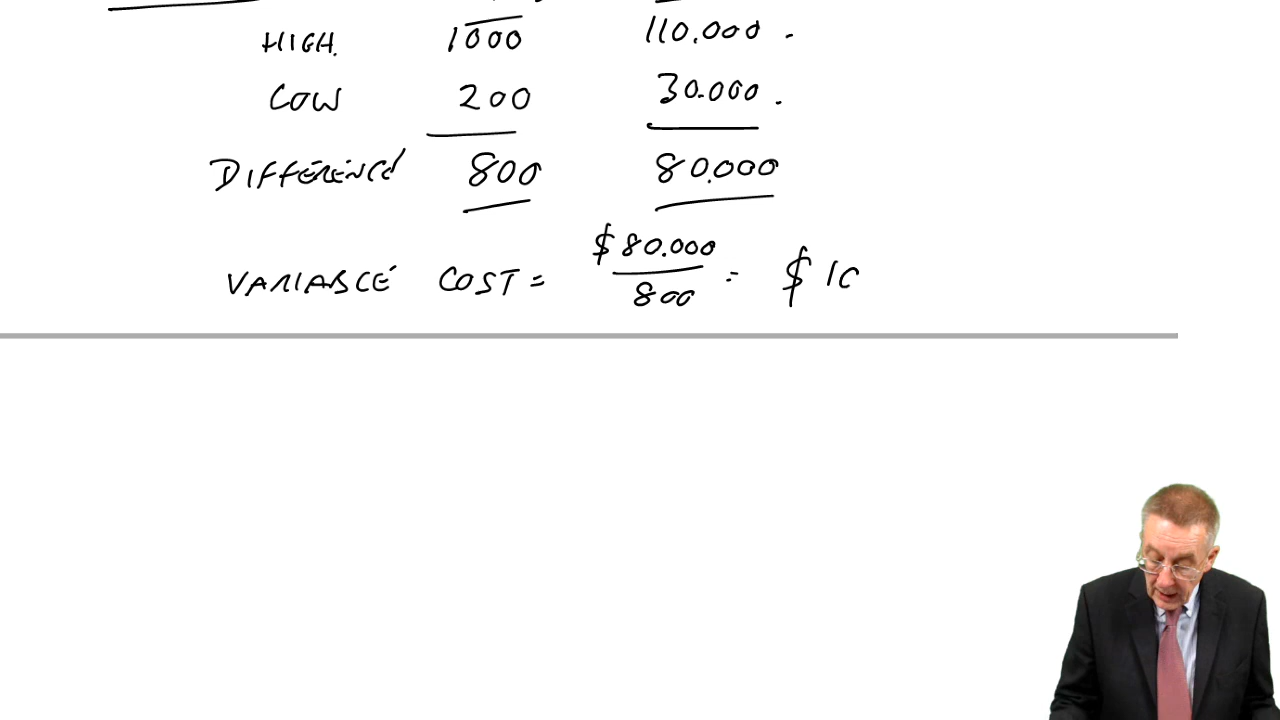 HIGH. 1000 110.000.
LOW 200 30.000.
DIFFERENCE 800 80.000
VARIABLE COST = $80.000 / 800 = $10